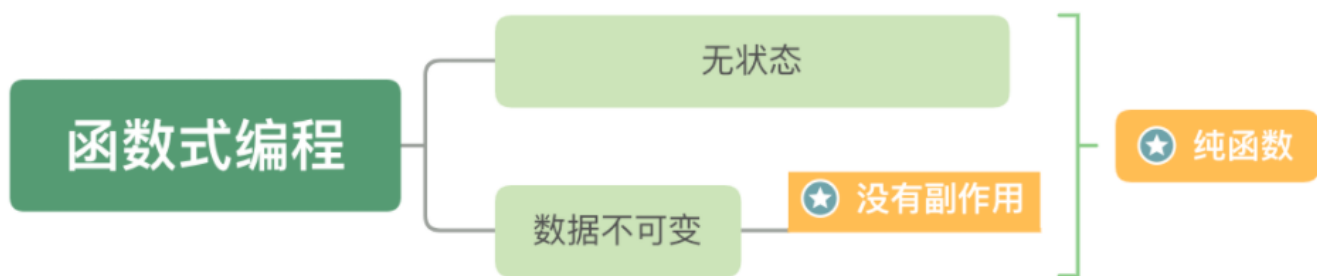 函数式编程
无状态
数据不可变
没有副作用
纯函数